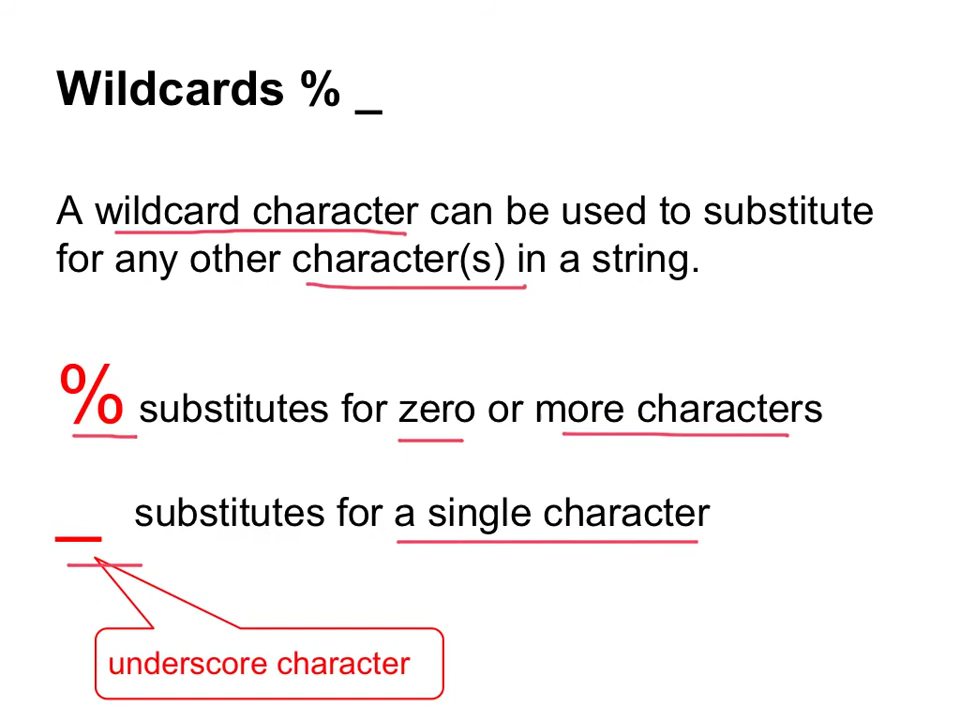 Wildcards % _
A wildcard character can be used to substitute
for any other character(s) in a string.
% substitutes for zero or more characters
_ substitutes for a single character
underscore character